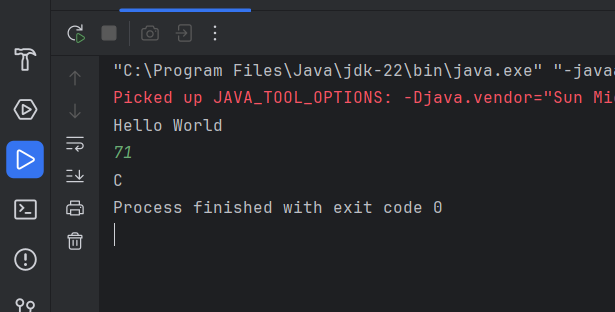 "C:\Program Files\Java\jdk-22\bin\java.exe" "-java
Picked up JAVA_TOOL_OPTIONS: -Djava.vendor="Sun Mi
Hello World
71
C
Process finished with exit code 0